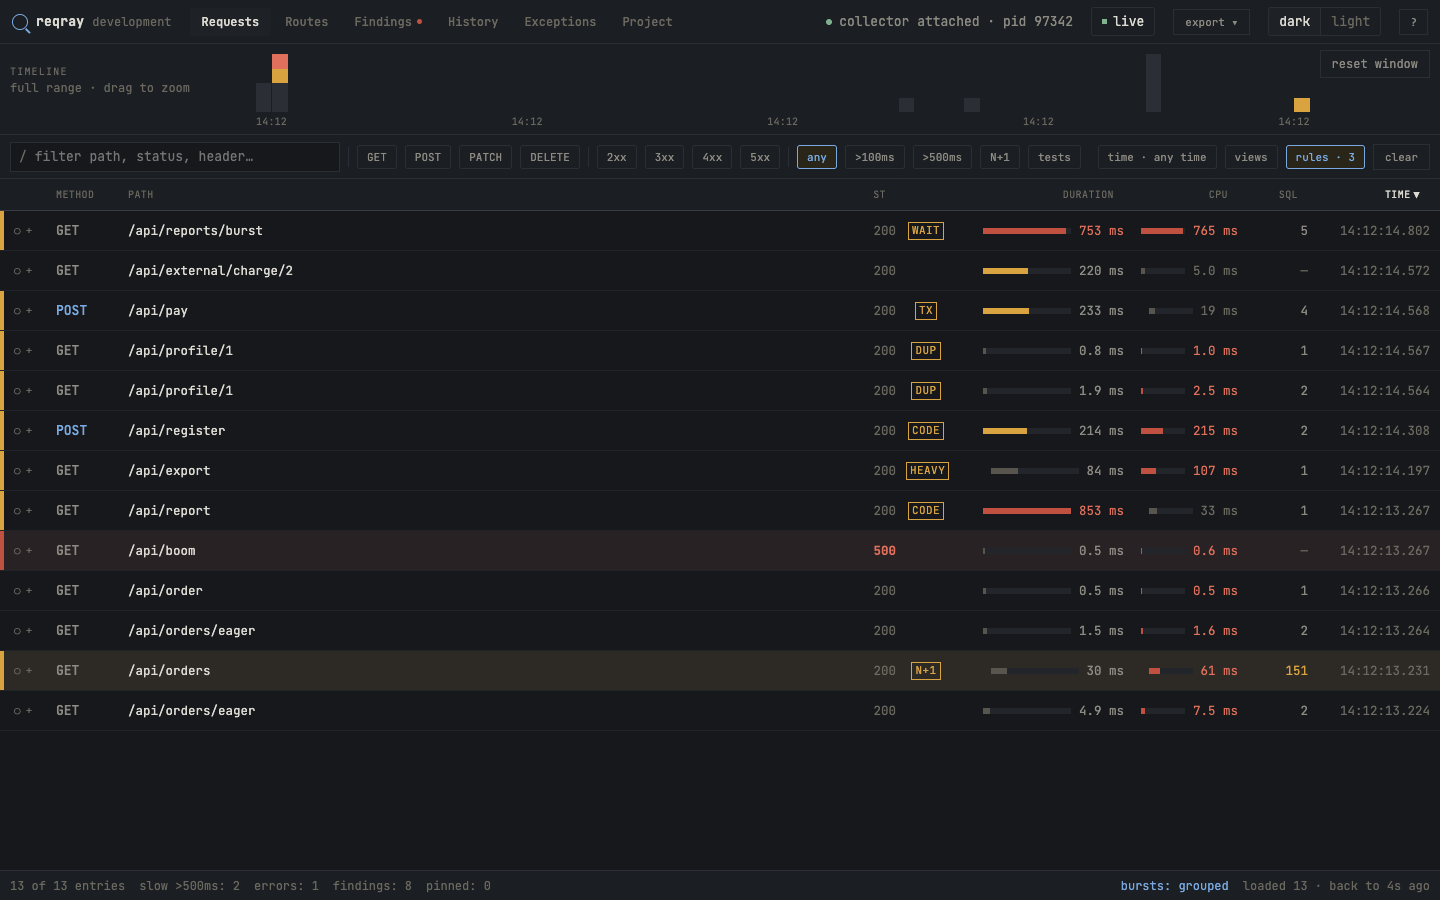 reqray development Requests Routes Findings History Exceptions Project collector attached · pid 97342 live export ▾ dark light ?
TIMELINE
full range · drag to zoom
reset window
14:12 14:12 14:12 14:12 14:12
/ filter path, status, header… GET POST PATCH DELETE 2xx 3xx 4xx 5xx any >100ms >500ms N+1 tests time · any time views rules · 3 clear
METHOD PATH ST DURATION CPU SQL TIME ▼
○ + GET /api/reports/burst 200 WAIT 753 ms 765 ms 5 14:12:14.802
○ + GET /api/external/charge/2 200 220 ms 5.0 ms — 14:12:14.572
○ + POST /api/pay 200 TX 233 ms 19 ms 4 14:12:14.568
○ + GET /api/profile/1 200 DUP 0.8 ms 1.0 ms 1 14:12:14.567
○ + GET /api/profile/1 200 DUP 1.9 ms 2.5 ms 2 14:12:14.564
○ + POST /api/register 200 CODE 214 ms 215 ms 2 14:12:14.308
○ + GET /api/export 200 HEAVY 84 ms 107 ms 1 14:12:14.197
○ + GET /api/report 200 CODE 853 ms 33 ms 1 14:12:13.267
○ + GET /api/boom 500 0.5 ms 0.6 ms — 14:12:13.267
○ + GET /api/order 200 0.5 ms 0.5 ms 1 14:12:13.266
○ + GET /api/orders/eager 200 1.5 ms 1.6 ms 2 14:12:13.264
○ + GET /api/orders 200 N+1 30 ms 61 ms 151 14:12:13.231
○ + GET /api/orders/eager 200 4.9 ms 7.5 ms 2 14:12:13.224
13 of 13 entries slow >500ms: 2 errors: 1 findings: 8 pinned: 0 bursts: grouped loaded 13 · back to 4s ago